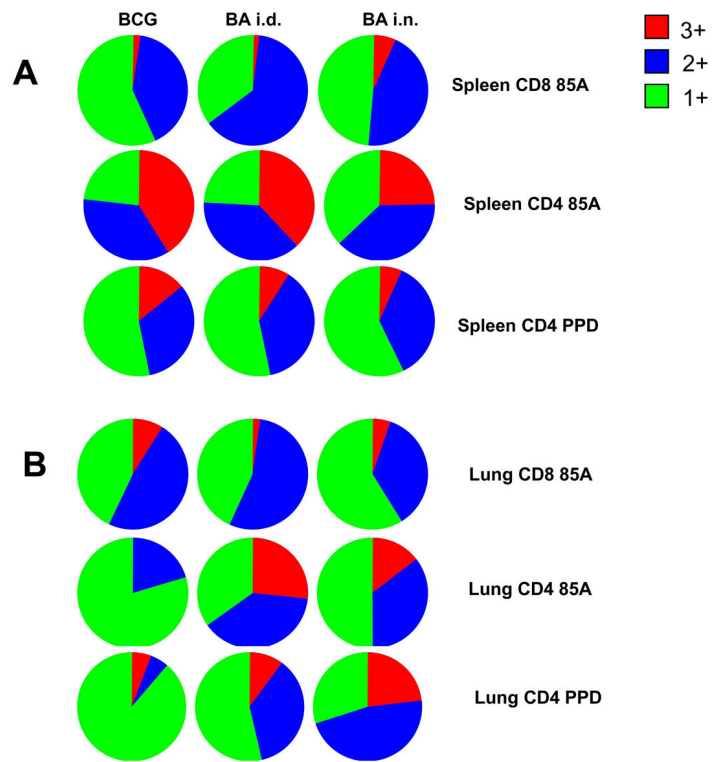 BCG BA i.d. BA i.n.
3+
2+
1+
A
Spleen CD8 85A
Spleen CD4 85A
Spleen CD4 PPD
B
Lung CD8 85A
Lung CD4 85A
Lung CD4 PPD